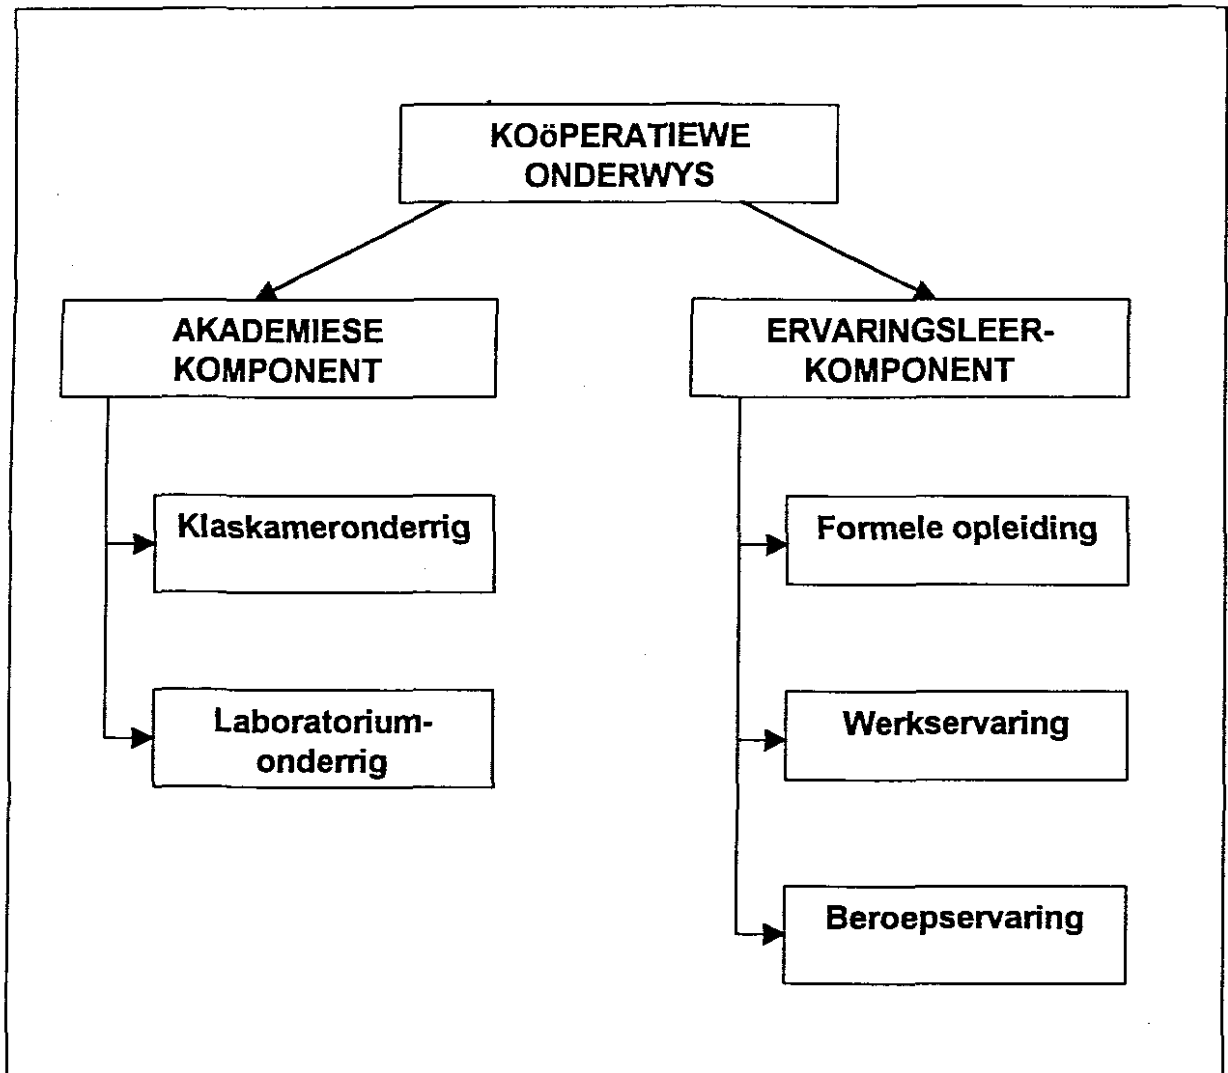 KOöPERATIEWE
ONDERWYS
AKADEMIESE
KOMPONENT
ERVARINGSLEER-
KOMPONENT
Klaskameronderrig
Formele opleiding
Laboratorium-
onderrig
Werkservaring
Beroepservaring